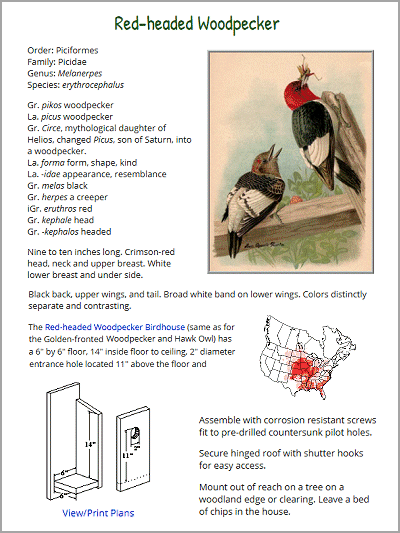 Red-headed Woodpecker
Order: Piciformes
Family: Picidae
Genus: Melanerpes
Species: erythrocephalus
Gr. pikos woodpecker
La. picus woodpecker
Gr. Circe, mythological daughter of
Helios, changed Picus, son of Saturn, into
a woodpecker.
La. forma form, shape, kind
La. -idae appearance, resemblance
Gr. melas black
Gr. herpes a creeper
iGr. eruthros red
Gr. kephale head
Gr. -kephalos headed
Nine to ten inches long. Crimson-red
head, neck and upper breast. White
lower breast and under side.
Black back, upper wings, and tail. Broad white band on lower wings. Colors distinctly
separate and contrasting.
The Red-headed Woodpecker Birdhouse (same as for
the Golden-fronted Woodpecker and Hawk Owl) has
a 6" by 6" floor, 14" inside floor to ceiling, 2" diameter
entrance hole located 11" above the floor and
14"
6"
6"
11"
View/Print Plans
Assemble with corrosion resistant screws
fit to pre-drilled countersunk pilot holes.
Secure hinged roof with shutter hooks
for easy access.
Mount out of reach on a tree on a
woodland edge or clearing. Leave a bed
of chips in the house.